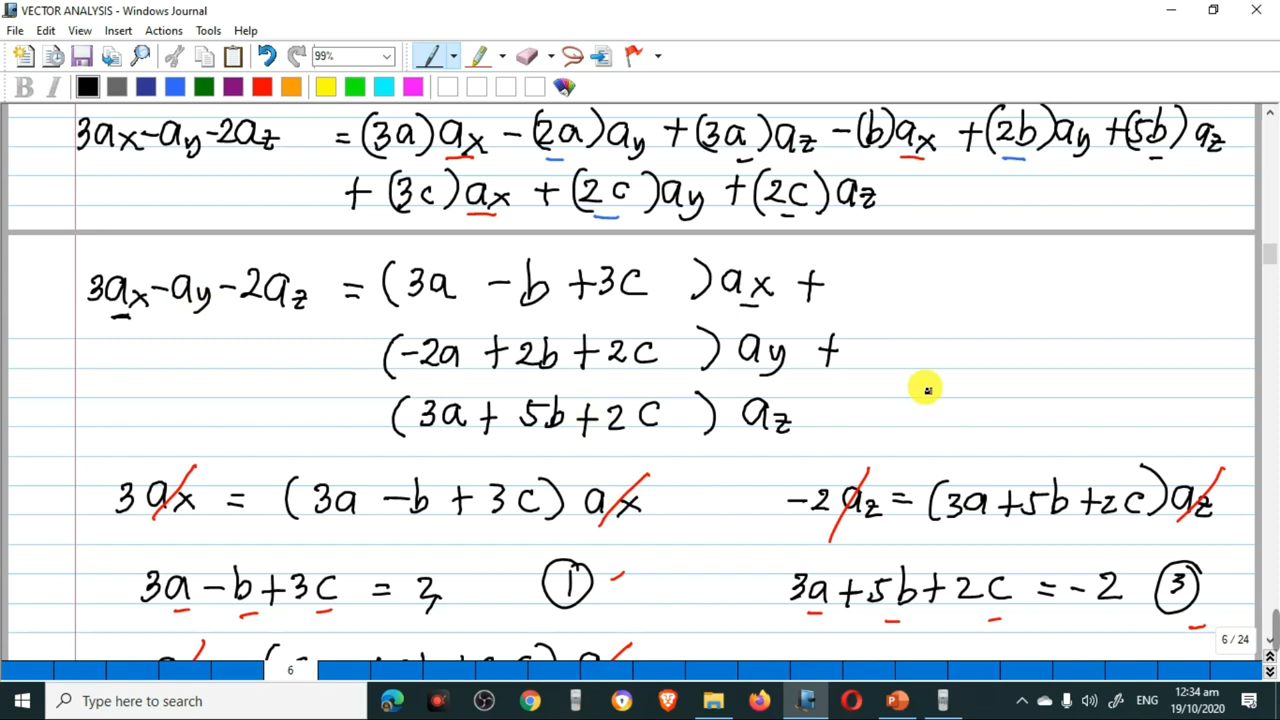 VECTOR ANALYSIS - Windows Journal
File Edit View Insert Actions Tools Help
99%
B I
3ax-ay-2az = (3a)ax - (2a)ay + (3a)az - (b)ax + (2b)ay + (5b)az
+ (3c)ax + (2c)ay + (2c)az
3ax-ay-2az = (3a - b + 3c )ax +
(-2a + 2b + 2c ) ay +
(3a + 5b + 2c ) az
3ax = (3a - b + 3c) ax -2az = (3a + 5b + 2c) az
3a - b + 3c = 3, 1 3a + 5b + 2c = -2 3
6 / 24
6
Type here to search
ENG
12:34 am
19/10/2020